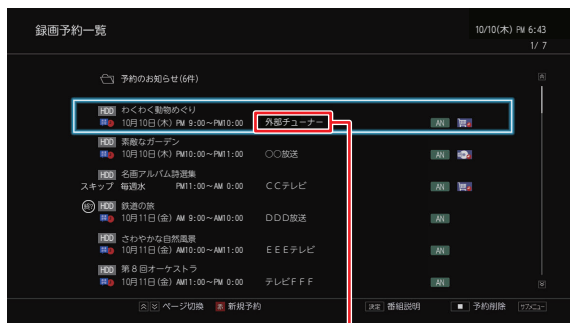 録画予約一覧
10/10(木) PM 6:43
1/ 7
予約のお知らせ(6件)
HDD わくわく動物めぐり
10月10日(木) PM 9:00～PM10:00 外部チューナー AN
HDD 素敵なガーデン
10月10日(木) PM10:00～PM11:00 〇〇放送 AN
HDD 名画アルバム詩選集
スキップ 毎週水 PM11:00～AM 0:00 CCテレビ AN
HDD 鉄道の旅
10月11日(金) AM 9:00～AM10:00 DDD放送 AN
HDD さわやかな自然風景
10月11日(金) AM10:00～AM11:00 EEEテレビ AN
HDD 第8回オーケストラ
10月11日(金) AM11:00～PM 0:00 テレビFFF AN
ページ切換 赤 新規予約 決定 番組説明 ■ 予約削除 サブメニュー